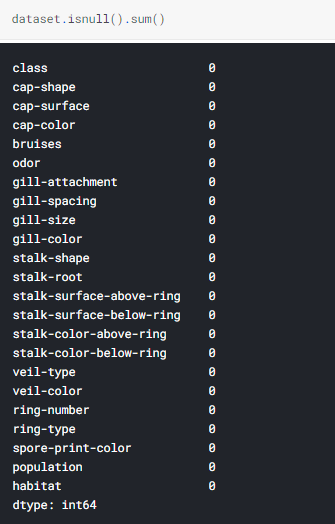 dataset.isnull().sum()
class 0
cap-shape 0
cap-surface 0
cap-color 0
bruises 0
odor 0
gill-attachment 0
gill-spacing 0
gill-size 0
gill-color 0
stalk-shape 0
stalk-root 0
stalk-surface-above-ring 0
stalk-surface-below-ring 0
stalk-color-above-ring 0
stalk-color-below-ring 0
veil-type 0
veil-color 0
ring-number 0
ring-type 0
spore-print-color 0
population 0
habitat 0
dtype: int64